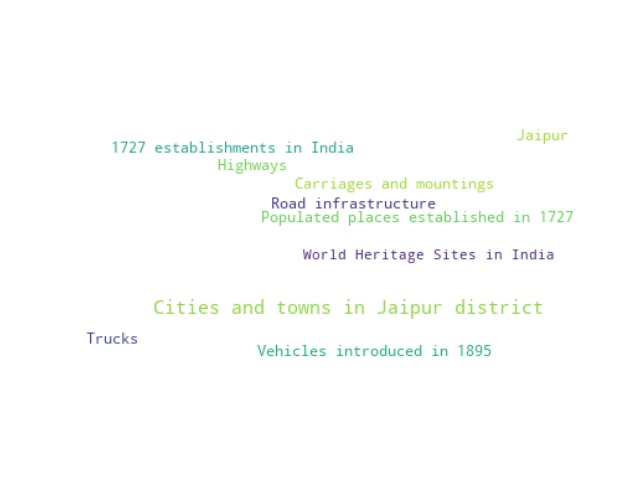 Jaipur
1727 establishments in India
Highways
Carriages and mountings
Road infrastructure
Populated places established in 1727
World Heritage Sites in India
Cities and towns in Jaipur district
Trucks
Vehicles introduced in 1895